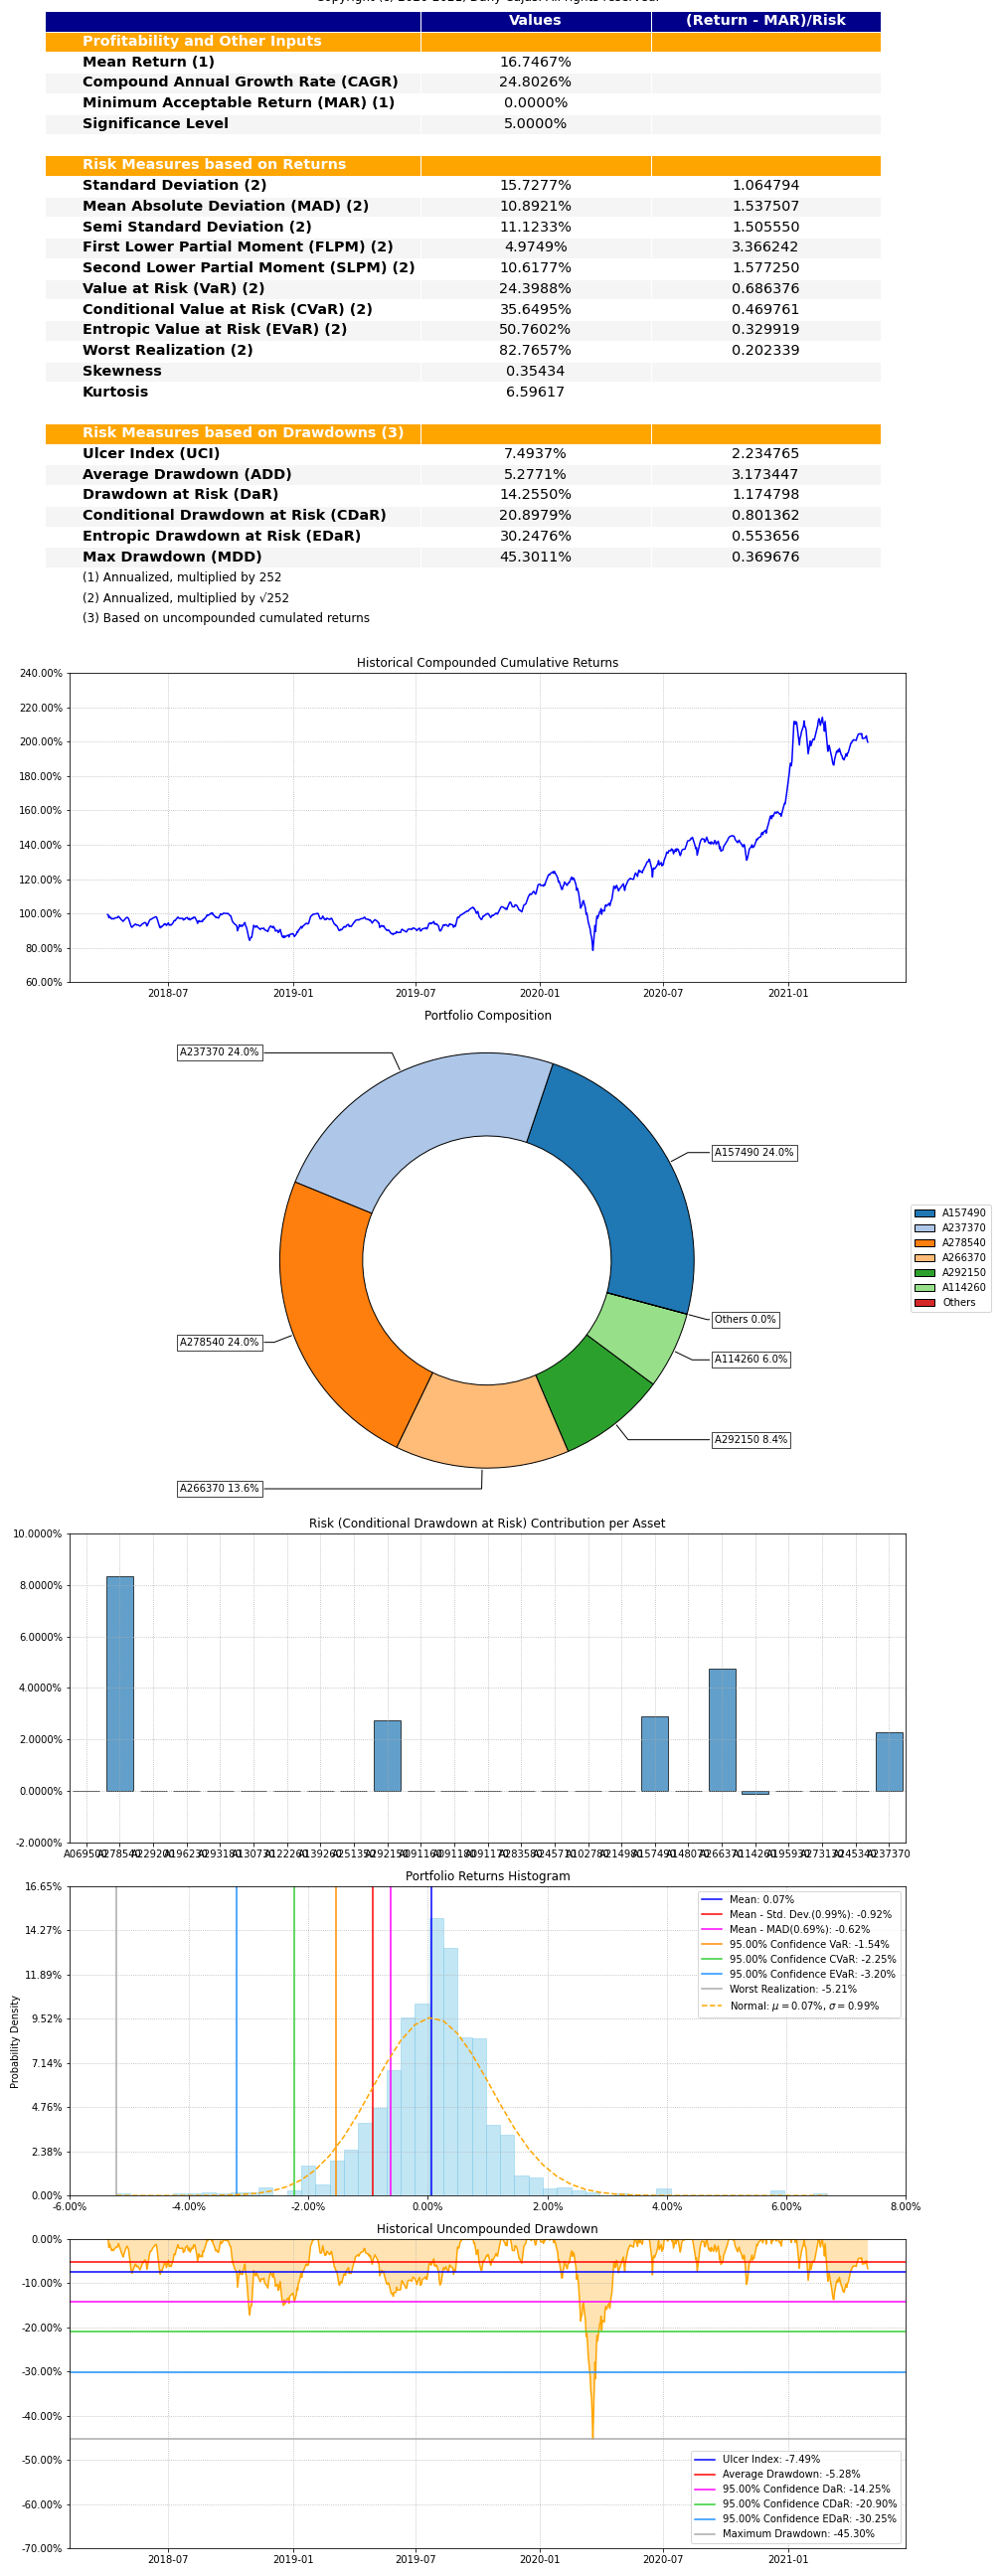 Copyright (c) 2020-2021, Dany Cajas. All rights reserved.
Values (Return - MAR)/Risk
Profitability and Other Inputs
Mean Return (1) 16.7467%
Compound Annual Growth Rate (CAGR) 24.8026%
Minimum Acceptable Return (MAR) (1) 0.0000%
Significance Level 5.0000%
Risk Measures based on Returns
Standard Deviation (2) 15.7277% 1.064794
Mean Absolute Deviation (MAD) (2) 10.8921% 1.537507
Semi Standard Deviation (2) 11.1233% 1.505550
First Lower Partial Moment (FLPM) (2) 4.9749% 3.366242
Second Lower Partial Moment (SLPM) (2) 10.6177% 1.577250
Value at Risk (VaR) (2) 24.3988% 0.686376
Conditional Value at Risk (CVaR) (2) 35.6495% 0.469761
Entropic Value at Risk (EVaR) (2) 50.7602% 0.329919
Worst Realization (2) 82.7657% 0.202339
Skewness 0.35434
Kurtosis 6.59617
Risk Measures based on Drawdowns (3)
Ulcer Index (UCI) 7.4937% 2.234765
Average Drawdown (ADD) 5.2771% 3.173447
Drawdown at Risk (DaR) 14.2550% 1.174798
Conditional Drawdown at Risk (CDaR) 20.8979% 0.801362
Entropic Drawdown at Risk (EDaR) 30.2476% 0.553656
Max Drawdown (MDD) 45.3011% 0.369676
(1) Annualized, multiplied by 252
(2) Annualized, multiplied by √252
(3) Based on uncompounded cumulated returns
Historical Compounded Cumulative Returns
240.00%
220.00%
200.00%
180.00%
160.00%
140.00%
120.00%
100.00%
80.00%
60.00%
2018-07 2019-01 2019-07 2020-01 2020-07 2021-01
Portfolio Composition
A237370 24.0%
A157490 24.0%
A278540 24.0%
A266370 13.6%
Others 0.0%
A114260 6.0%
A292150 8.4%
A157490
A237370
A278540
A266370
A292150
A114260
Others
Risk (Conditional Drawdown at Risk) Contribution per Asset
10.0000%
8.0000%
6.0000%
4.0000%
2.0000%
0.0000%
-2.0000%
A237370
Portfolio Returns Histogram
Probability Density
16.65%
14.27%
11.89%
9.52%
7.14%
4.76%
2.38%
0.00%
-6.00% -4.00% -2.00% 0.00% 2.00% 4.00% 6.00% 8.00%
Mean: 0.07%
Mean - Std. Dev.(0.99%): -0.92%
Mean - MAD(0.69%): -0.62%
95.00% Confidence VaR: -1.54%
95.00% Confidence CVaR: -2.25%
95.00% Confidence EVaR: -3.20%
Worst Realization: -5.21%
Normal: μ = 0.07%, σ = 0.99%
Historical Uncompounded Drawdown
0.00%
-10.00%
-20.00%
-30.00%
-40.00%
-50.00%
-60.00%
-70.00%
Ulcer Index: -7.49%
Average Drawdown: -5.28%
95.00% Confidence DaR: -14.25%
95.00% Confidence CDaR: -20.90%
95.00% Confidence EDaR: -30.25%
Maximum Drawdown: -45.30%
2018-07 2019-01 2019-07 2020-01 2020-07 2021-01